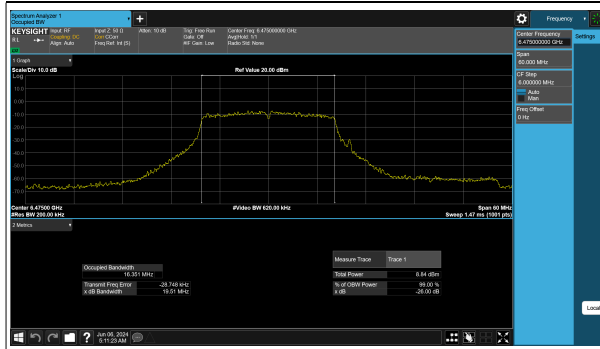 Spectrum Analyzer 1
Occupied BW
Frequency
KEYSIGHT
Input: RF
Input Z: 50 Ω
Atten: 10 dB
Trig: Free Run
Center Freq: 6.475000000 GHz
RL
Coupling: DC
Corr CCorr
Gate: Off
Avg|Hold: 1/1
Align: Auto
Freq Ref: Int (S)
#IF Gain: Low
Radio Std: None
Center Frequency
6.475000000 GHz
Settings
Span
60.000 MHz
CF Step
6.000000 MHz
Auto
Man
Freq Offset
0 Hz
1 Graph
Scale/Div 10.0 dB
Ref Value 20.00 dBm
Log
10.0
0.00
Center 6.47500 GHz
#Video BW 620.00 kHz
Span 60 MHz
#Res BW 200.00 kHz
Sweep 1.47 ms (1001 pts)
2 Metrics
Occupied Bandwidth
16.351 MHz
Transmit Freq Error
-28.748 kHz
x dB Bandwidth
19.51 MHz
Measure Trace
Trace 1
Total Power
8.84 dBm
% of OBW Power
99.00 %
x dB
-26.00 dB
Local
Jun 06, 2024
5:11:23 AM